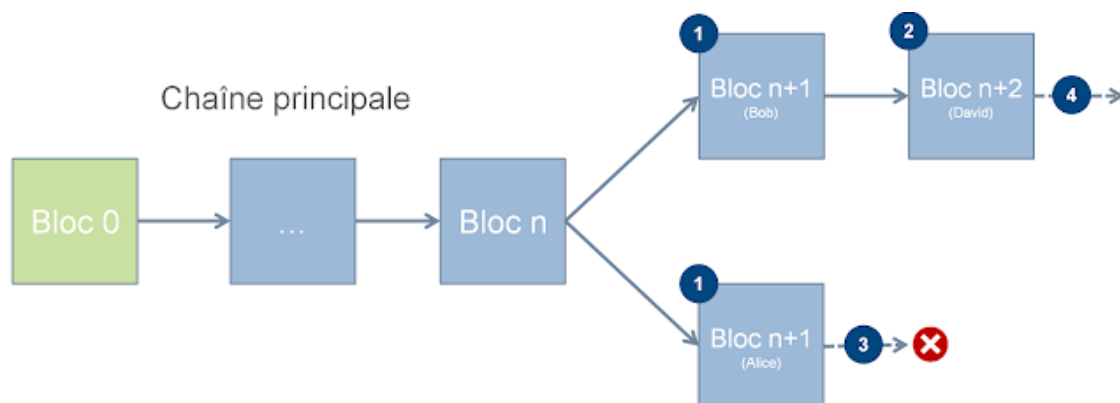 Chaîne principale
Bloc 0
...
Bloc n
1
Bloc n+1
(Bob)
2
Bloc n+2
(David)
4
1
Bloc n+1
(Alice)
3